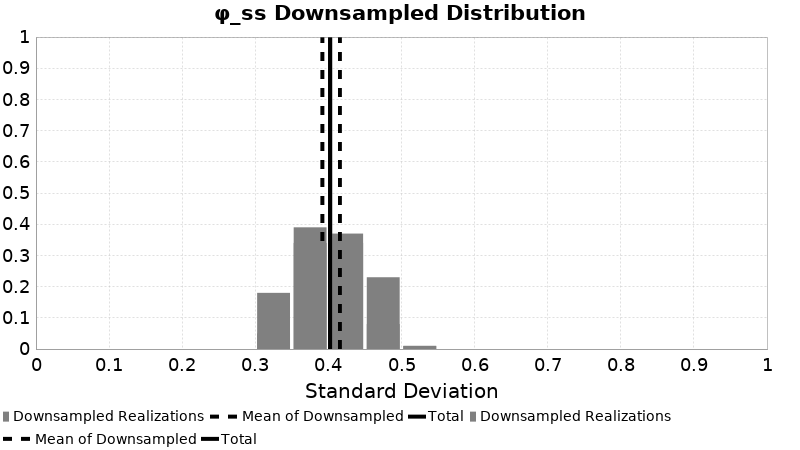 φ_ss Downsampled Distribution
1
0.9
0.8
0.7
0.6
0.5
0.4
0.3
0.2
0.1
0
0 0.1 0.2 0.3 0.4 0.5 0.6 0.7 0.8 0.9 1
Standard Deviation
Downsampled Realizations Mean of Downsampled Total Downsampled Realizations
Mean of Downsampled Total